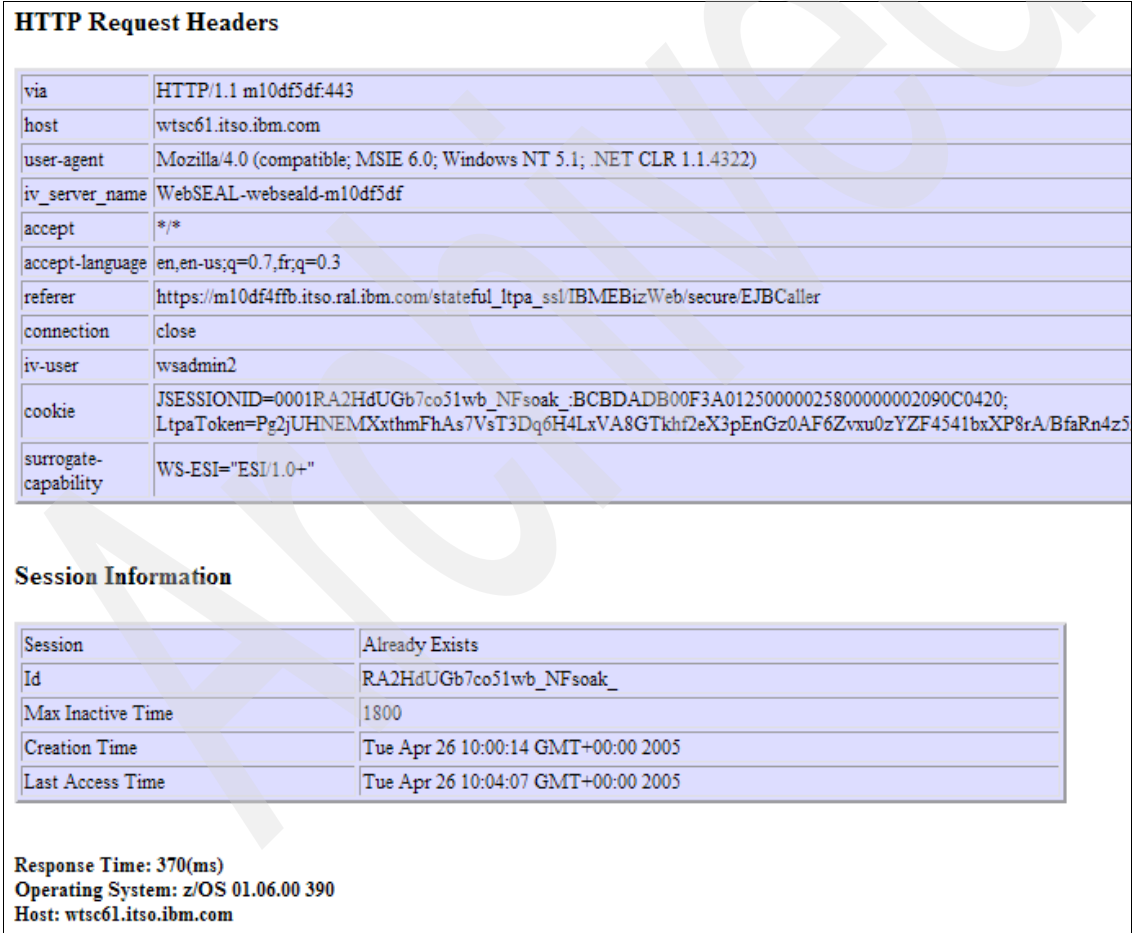 HTTP Request Headers
via HTTP/1.1 m10df5df:443
host wtsc61.itso.ibm.com
user-agent Mozilla/4.0 (compatible; MSIE 6.0; Windows NT 5.1; .NET CLR 1.1.4322)
iv_server_name WebSEAL-webseald-m10df5df
accept */*
accept-language en,en-us;q=0.7,fr;q=0.3
referer https://m10df4ffb.itso.ral.ibm.com/stateful_ltpa_ssl/IBMEBizWeb/secure/EJBCaller
connection close
iv-user wsadmin2
cookie JSESSIONID=0001RA2HdUGb7co51wb_NFsoak_:BCBDADB00F3A012500000025800000002090C0420;
LtpaToken=Pg2jUHNEMXxthmFhAs7VsT3Dq6H4LxVA8GTkhf2eX3pEnGz0AF6Zvxu0zYZF4541bxXP8rA/BfaRn4z5
surrogate-
capability WS-ESI="ESI/1.0+"
Session Information
Session Already Exists
Id RA2HdUGb7co51wb_NFsoak_
Max Inactive Time 1800
Creation Time Tue Apr 26 10:00:14 GMT+00:00 2005
Last Access Time Tue Apr 26 10:04:07 GMT+00:00 2005
Response Time: 370(ms)
Operating System: z/OS 01.06.00 390
Host: wtsc61.itso.ibm.com
Archived